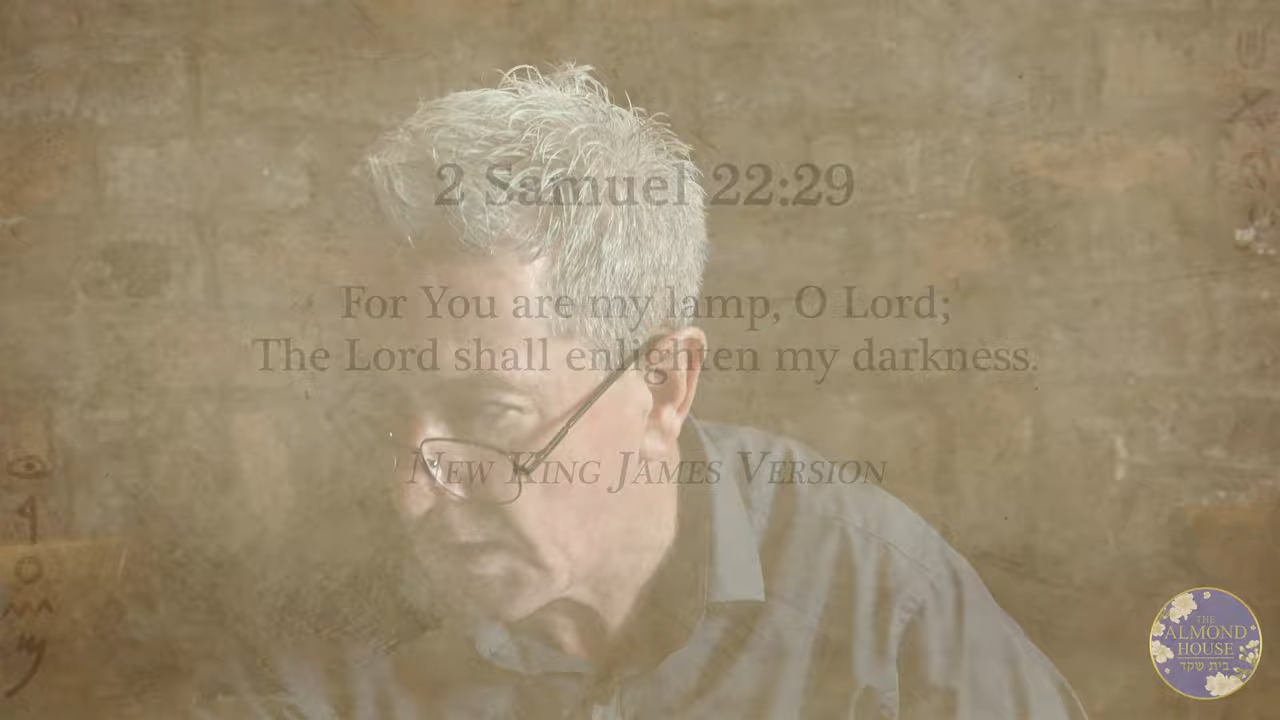 2 Samuel 22:29
For You are my lamp, O Lord;
The Lord shall enlighten my darkness.
New King James Version
THE
ALMOND
HOUSE
בית שקד